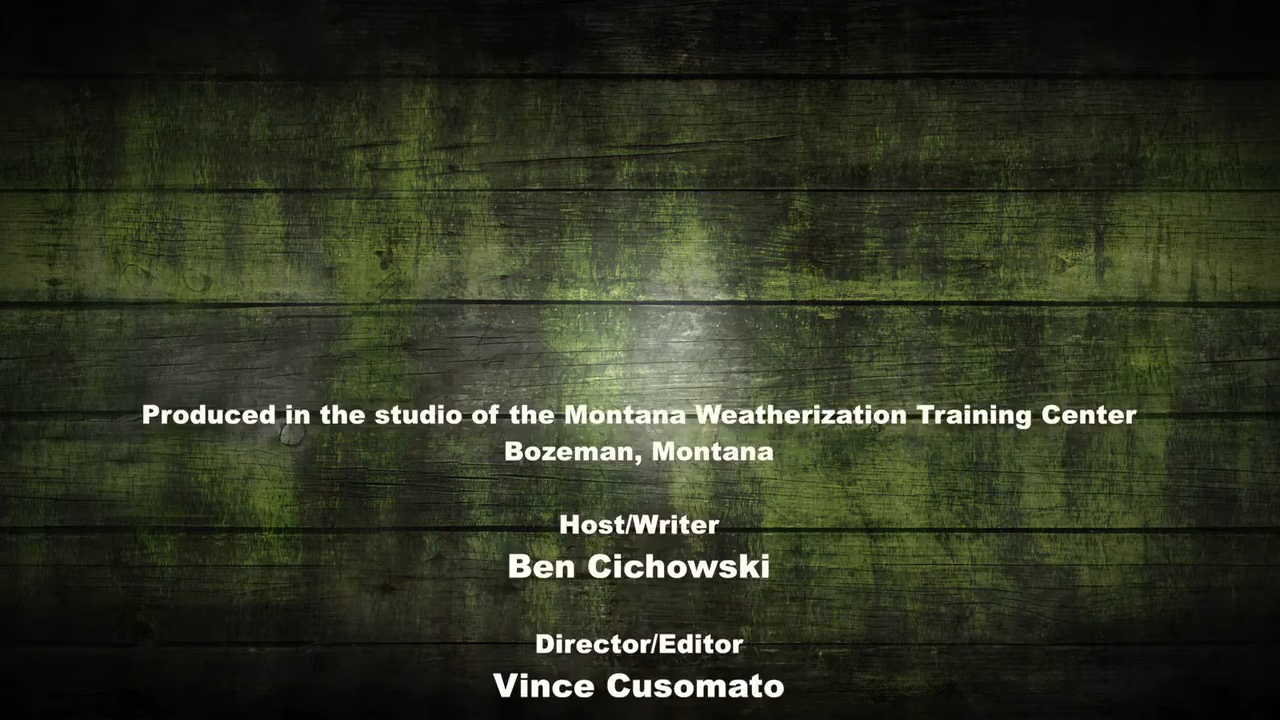 Produced in the studio of the Montana Weatherization Training Center
Bozeman, Montana
Host/Writer
Ben Cichowski
Director/Editor
Vince Cusomato